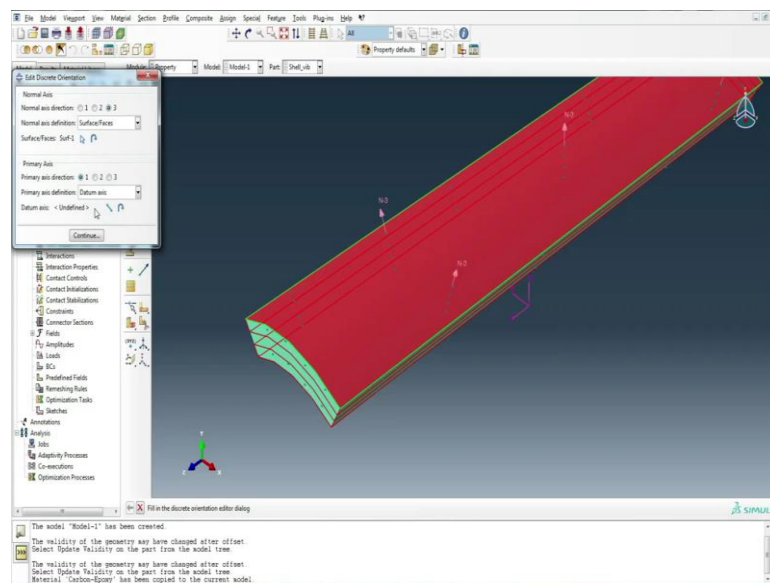 File Model Viewport View Material Section Profile Composite Assign Special Feature Tools Plug-ins Help
All
Property defaults
Module: Property Model: Model-1 Part: Shell_vib
Edit Discrete Orientation
Normal Axis
Normal axis direction: 1 2 3
Normal axis definition: Surface/Faces
Surface/Faces: Surf-1
Primary Axis
Primary axis direction: 1 2 3
Primary axis definition: Datum axis
Datum axis: < Undefined >
Continue...
Interactions
Interaction Properties
Contact Controls
Contact Initializations
Contact Stabilizations
Constraints
Connector Sections
Fields
Amplitudes
Loads
BCs
Predefined Fields
Remeshing Rules
Optimization Tasks
Sketches
Annotations
Analysis
Jobs
Adaptivity Processes
Co-executions
Optimization Processes
N-3
N-3
N-3
Y
Z X
Fill in the discrete orientation editor dialog
SIMUL
The model "Model-1" has been created.
The validity of the geometry may have changed after offset.
Select Update Validity on the part from the model tree.
The validity of the geometry may have changed after offset.
Select Update Validity on the part from the model tree.
Material 'Carbon-Epoxy' has been copied to the current model.